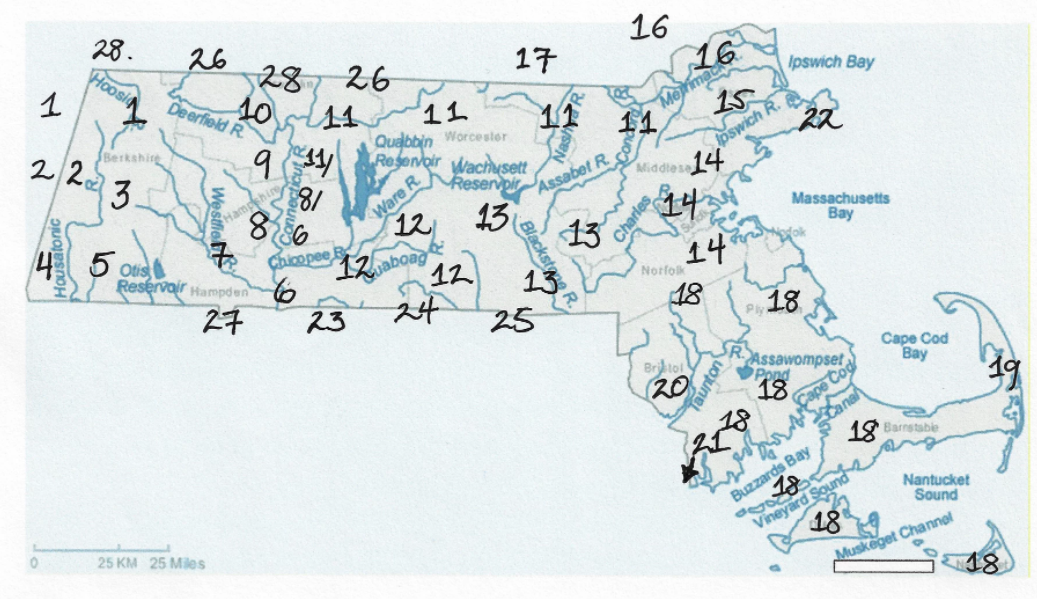 16
28.
26
17
16
Ipswich Bay
28
26
Hoosic
Merrimack R.
1
1
10
11
11
11
11
15
22
Deerfield R.
Nashua R.
Ipswich R.
Worcester
Quabbin
Reservoir
Berkshire
9
11/
Wachusett
Reservoir
Assabet R.
Middlese
14
2
2
R.
3
8/
Ware R.
Charles R.
14
Massachusetts
Bay
Westfield R.
Hampshire
Connecticut R.
8
6
12
13
13
14
Norfolk
4
5
Housatonic
Otis
Reservoir
7
Chicopee R.
12
Quaboag R.
12
Blackstone R.
13
Norfolk
18
18
Plymouth
Hampden
6
27
23
24
25
Cape Cod
Bay
Bristol
Taunton R.
Assawompset
Pond
19
20
18
Cape Cod
Canal
18
21
18
Barnstable
Buzzards Bay
18
Vineyard Sound
Nantucket
Sound
18
Muskeget Channel
18
0 25 KM 25 Miles